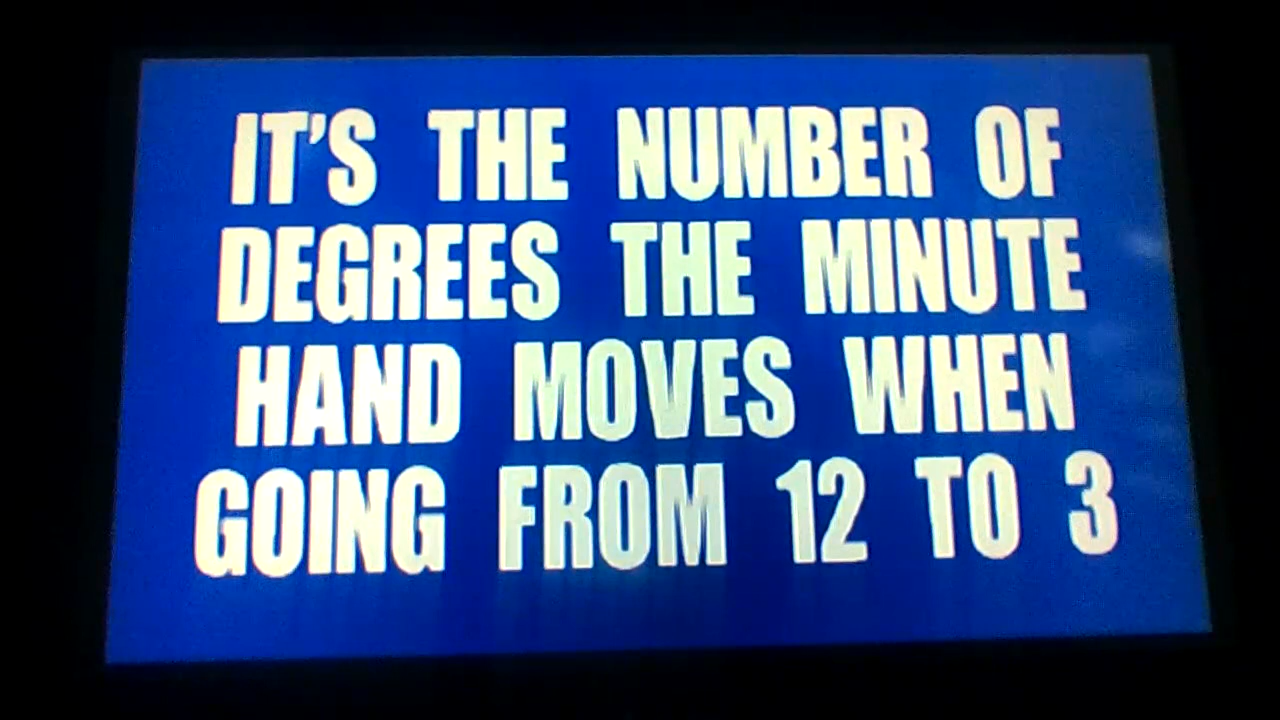 IT'S THE NUMBER OF
DEGREES THE MINUTE
HAND MOVES WHEN
GOING FROM 12 TO 3